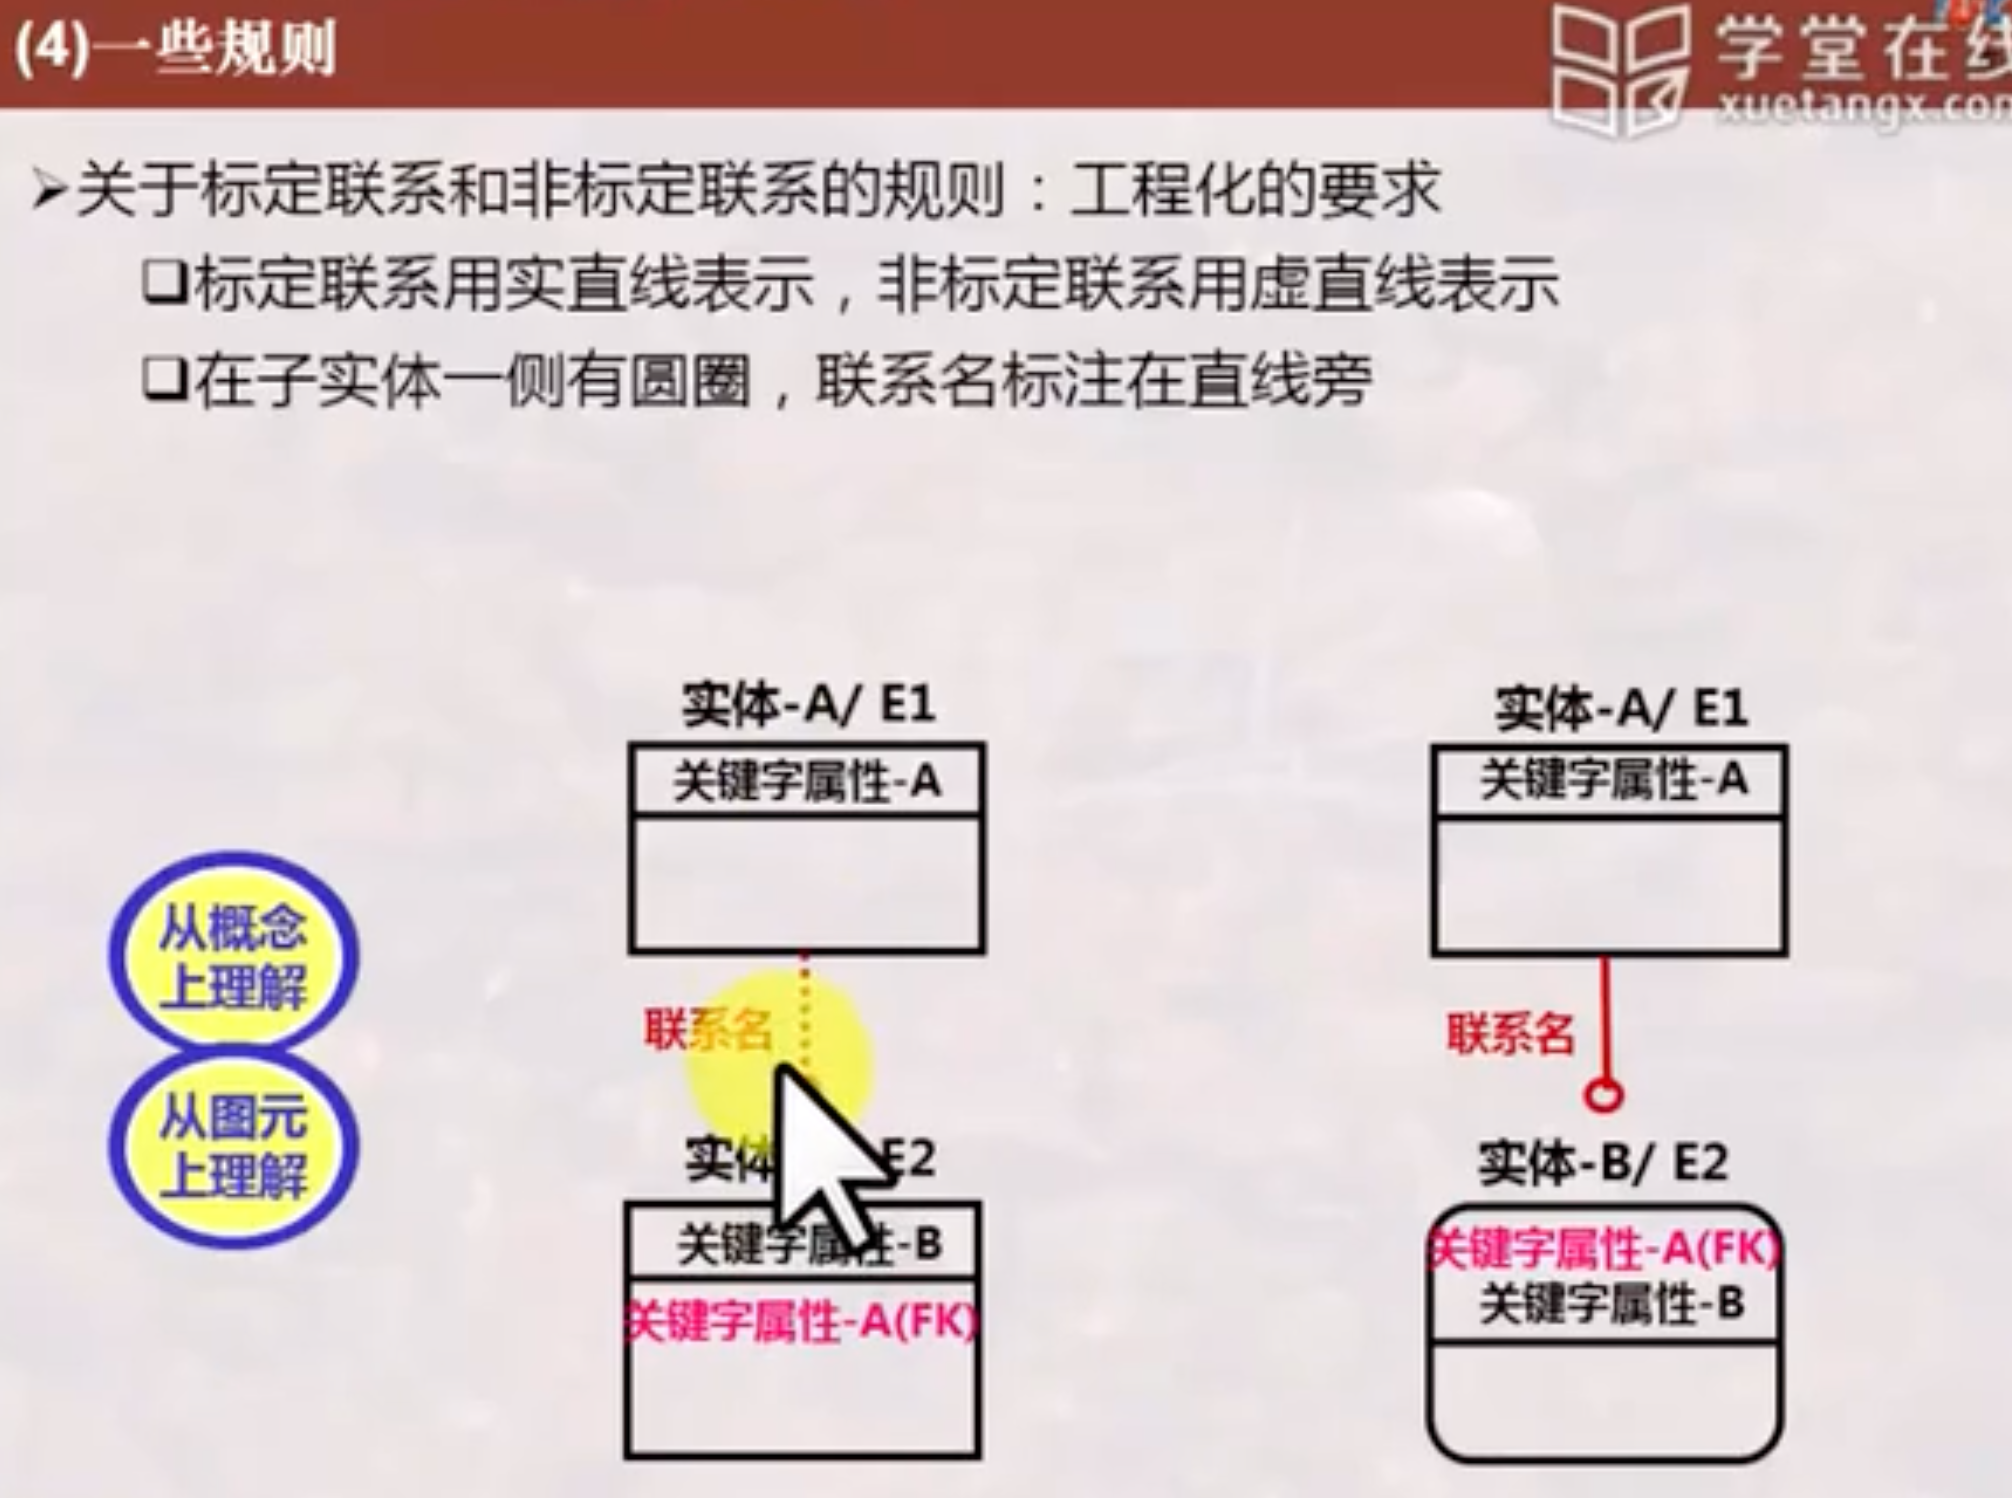 (4)一些规则
学堂在线
xuetangx.com
➢关于标定联系和非标定联系的规则：工程化的要求
❑标定联系用实直线表示，非标定联系用虚直线表示
❑在子实体一侧有圆圈，联系名标注在直线旁
实体-A/ E1
关键字属性-A
联系名
实体 E2
关键字属性-B
关键字属性-A(FK)
实体-A/ E1
关键字属性-A
联系名
实体-B/ E2
关键字属性-A(FK)
关键字属性-B
从概念
上理解
从图元
上理解